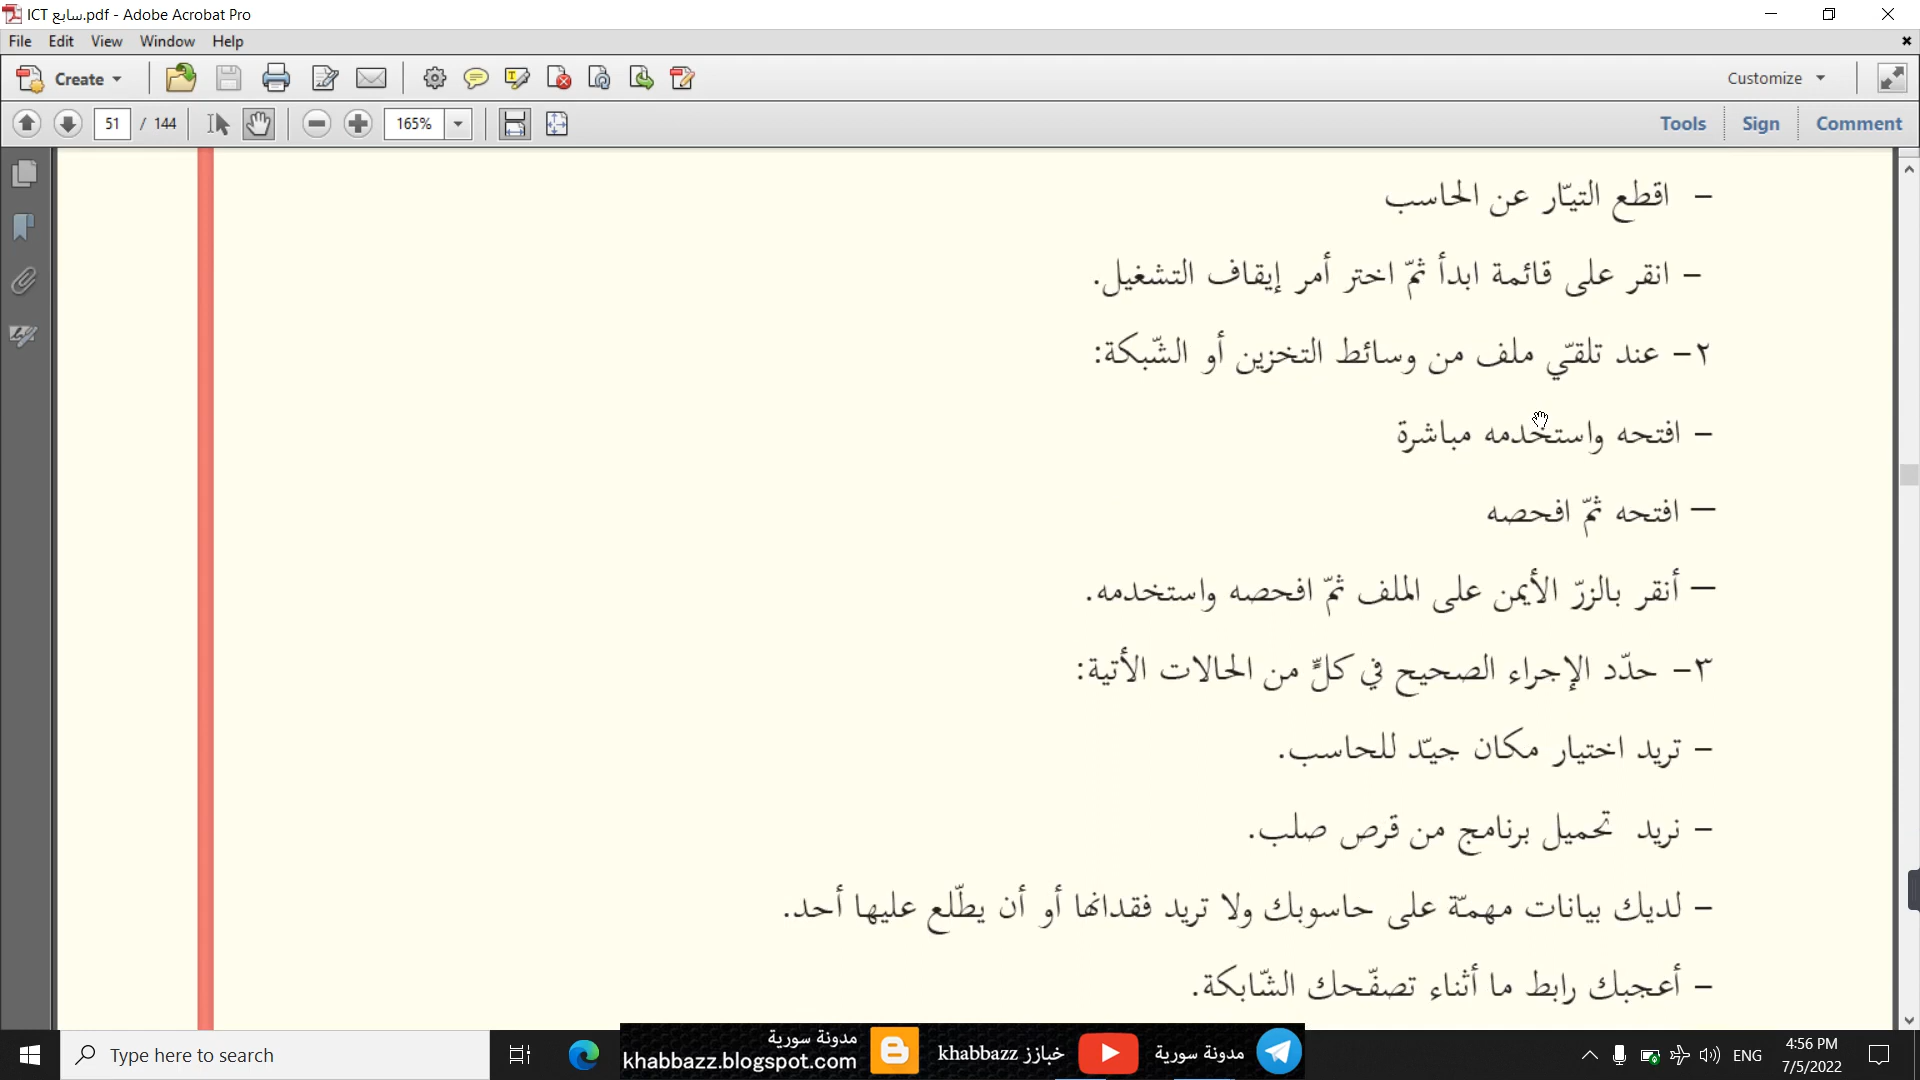 سابع ICT.pdf - Adobe Acrobat Pro
File Edit View Window Help
Create
Customize
51 / 144
165%
Tools Sign Comment
- اقطع التيّار عن الحاسب
- انقر على قائمة ابدأ ثمّ اختر أمر إيقاف التشغيل.
٢- عند تلقّي ملف من وسائط التخزين أو الشّبكة:
- افتحه واستخدمه مباشرة
- افتحه ثمّ افحصه
- أنقر بالزرّ الأيمن على الملف ثمّ افحصه واستخدمه.
٣- حدّد الإجراء الصحيح في كلٍّ من الحالات الأتية:
- تريد اختيار مكان جيّد للحاسب.
- نريد تحميل برنامج من قرص صلب.
- لديك بيانات مهمّة على حاسوبك ولا تريد فقدانها أو أن يطّلع عليها أحد.
- أعجبك رابط ما أثناء تصفّحك الشّابكة.
Type here to search
مدونة سورية
khabbazz.blogspot.com
خبازز khabbazz
مدونة سورية
ENG
4:56 PM
7/5/2022